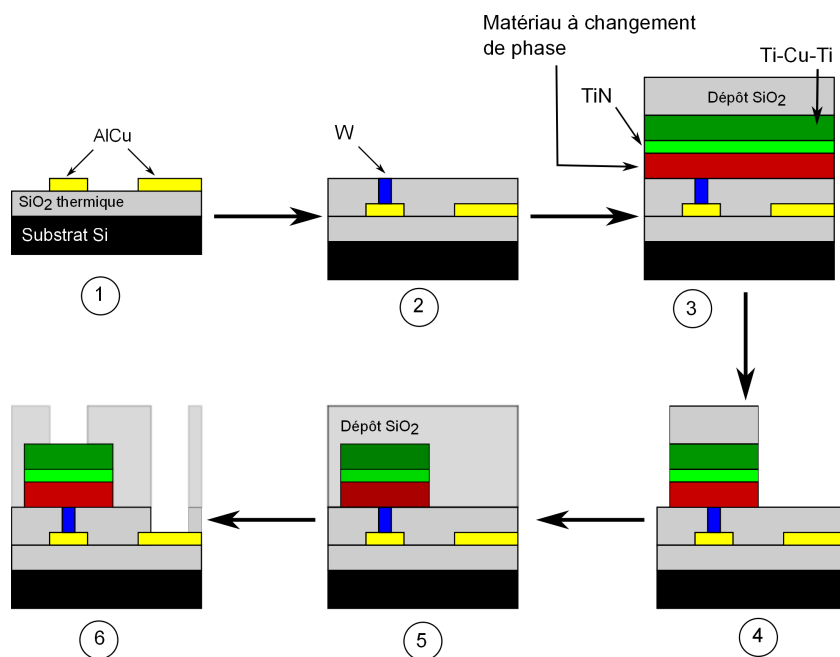 Matériau à changement
de phase
Ti-Cu-Ti
TiN
Dépôt SiO2
AlCu
W
SiO2 thermique
Substrat Si
1
2
3
Dépôt SiO2
6
5
4